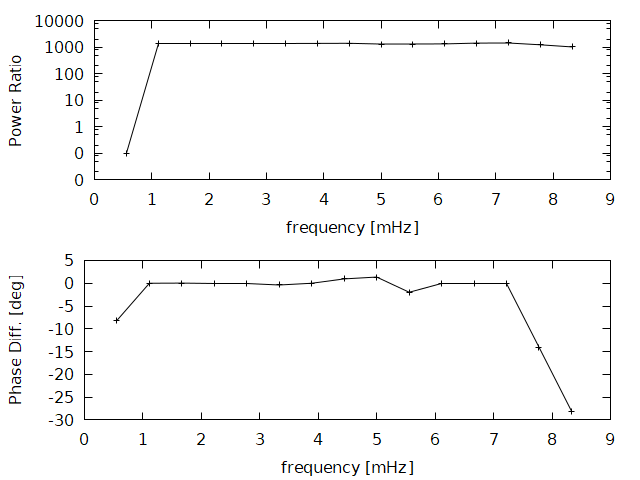 10000
1000
100
10
1
0
0
Power Ratio
0 1 2 3 4 5 6 7 8 9
frequency [mHz]
5
0
-5
-10
-15
-20
-25
-30
Phase Diff. [deg]
0 1 2 3 4 5 6 7 8 9
frequency [mHz]